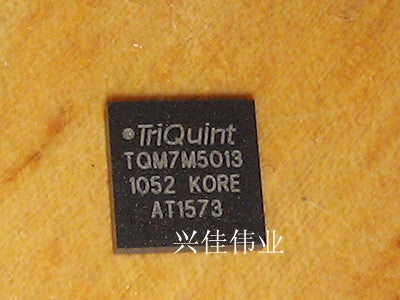 TriQuint
TQM7M5013
1052 KORE
AT1573
兴佳伟业